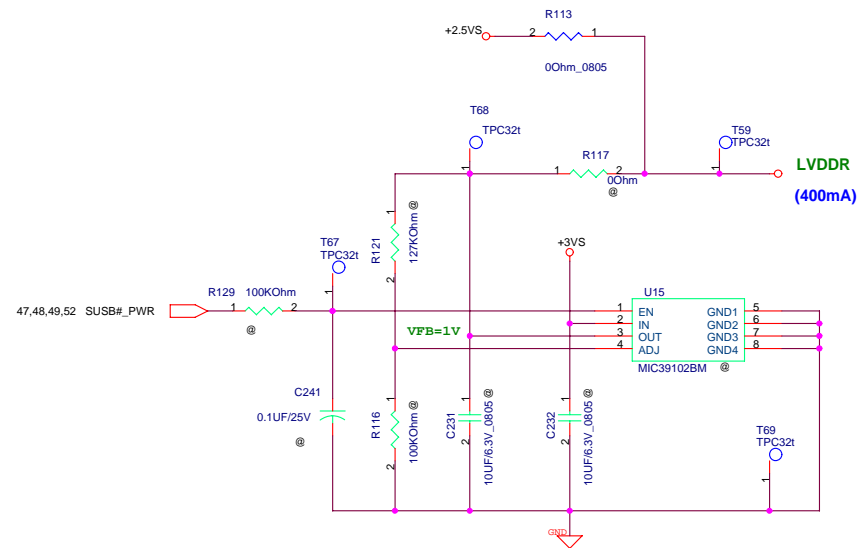 R113
+2.5VS
2
1
0Ohm_0805
T68
TPC32t
1
T59
TPC32t
1
R117
1
2
0Ohm
@
LVDDR
(400mA)
1
R121
127KOhm @
2
T67
TPC32t
1
+3VS
47,48,49,52 SUSB#_PWR
R129 100KOhm
1
2
@
U15
1 EN GND1 5
2 IN GND2 6
3 OUT GND3 7
4 ADJ GND4 8
MIC39102BM @
VFB=1V
C241
0.1UF/25V
@
1
2
1
R116
100KOhm @
2
1
C231
10UF/6.3V_0805 @
2
1
C232
10UF/6.3V_0805 @
2
T69
TPC32t
1
GND